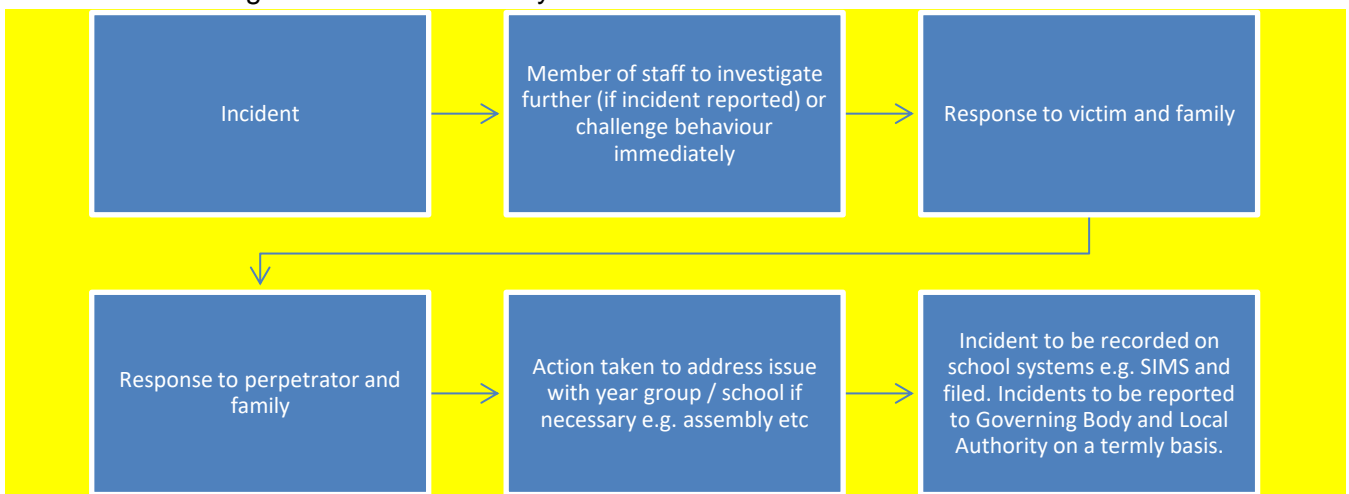 Incident
Member of staff to investigate
further (if incident reported) or
challenge behaviour
immediately
Response to victim and family
Response to perpetrator and
family
Action taken to address issue
with year group / school if
necessary e.g. assembly etc
Incident to be recorded on
school systems e.g. SIMS and
filed. Incidents to be reported
to Governing Body and Local
Authority on a termly basis.